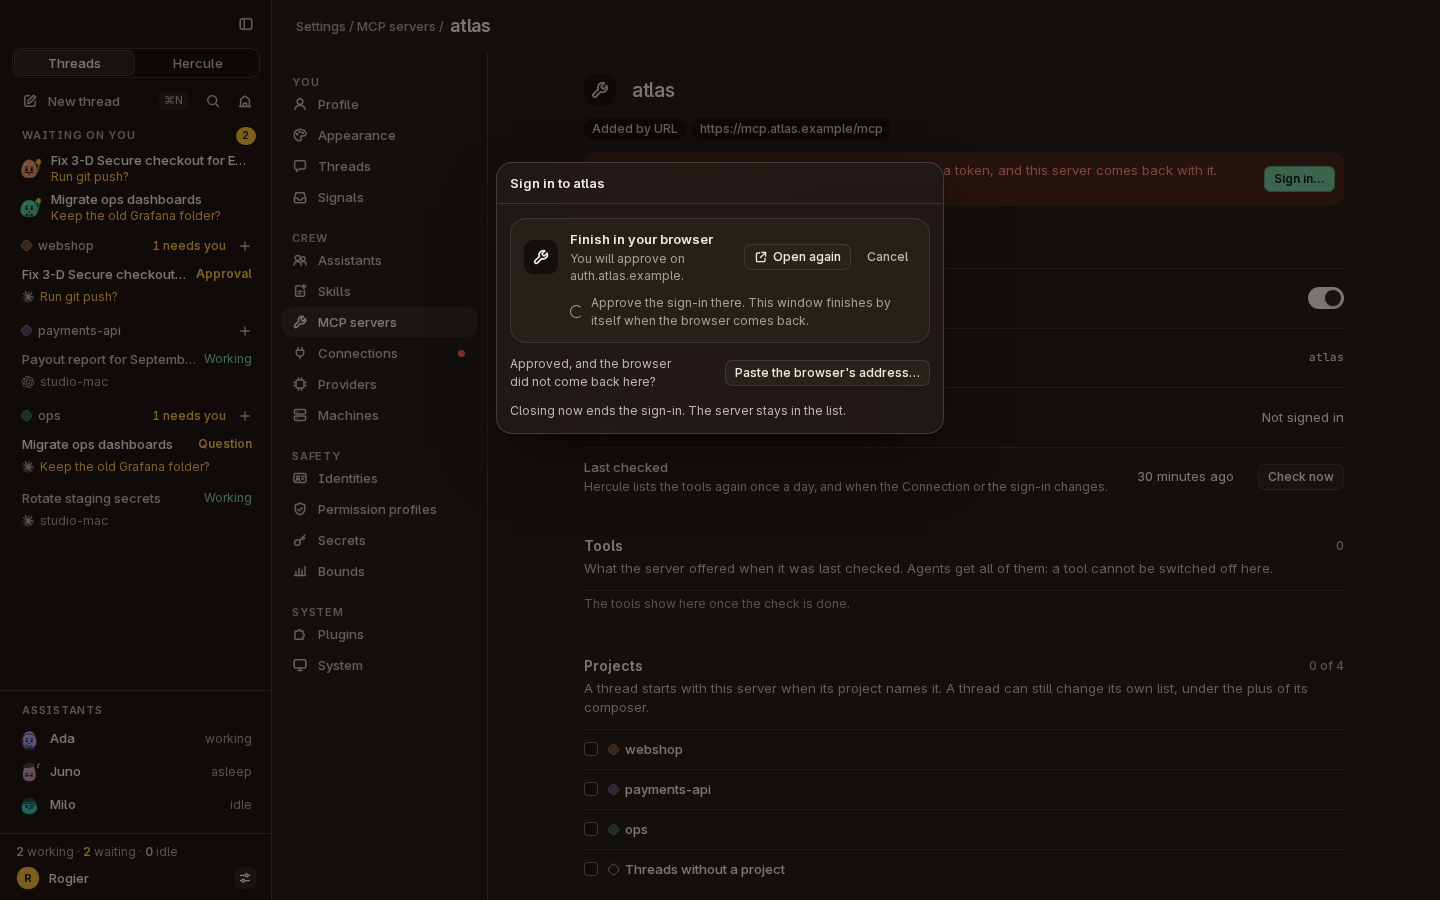 Settings / MCP servers / atlas
Threads
Hercule
New thread
⌘N
WAITING ON YOU
2
Fix 3-D Secure checkout for E...
Run git push?
Migrate ops dashboards
Keep the old Grafana folder?
webshop
1 needs you
Fix 3-D Secure checkout...
Approval
Run git push?
payments-api
Payout report for Septemb...
Working
studio-mac
ops
1 needs you
Migrate ops dashboards
Question
Keep the old Grafana folder?
Rotate staging secrets
Working
studio-mac
ASSISTANTS
Ada
working
Juno
asleep
Milo
idle
2 working · 2 waiting · 0 idle
R
Rogier
YOU
Profile
Appearance
Threads
Signals
CREW
Assistants
Skills
MCP servers
Connections
Providers
Machines
SAFETY
Identities
Permission profiles
Secrets
Bounds
SYSTEM
Plugins
System
atlas
Added by URL
https://mcp.atlas.example/mcp
a token, and this server comes back with it.
Sign in...
Sign in to atlas
Finish in your browser
You will approve on
auth.atlas.example.
Open again
Cancel
Approve the sign-in there. This window finishes by
itself when the browser comes back.
Approved, and the browser
did not come back here?
Paste the browser's address...
Closing now ends the sign-in. The server stays in the list.
atlas
Not signed in
Last checked
Hercule lists the tools again once a day, and when the Connection or the sign-in changes.
30 minutes ago
Check now
Tools
0
What the server offered when it was last checked. Agents get all of them: a tool cannot be switched off here.
The tools show here once the check is done.
Projects
0 of 4
A thread starts with this server when its project names it. A thread can still change its own list, under the plus of its
composer.
webshop
payments-api
ops
Threads without a project